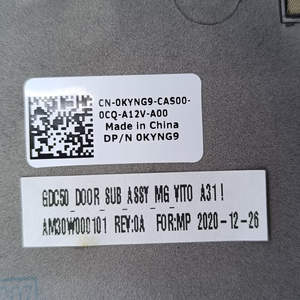 CN-0KYNG9-CAS00-
0CQ-A12V-A00
Made in China
DP/N 0KYNG9
GDC50 DOOR SUB ASSY MG VITO A31!
AM30W000101 REV:0A FOR:MP 2020-12-26